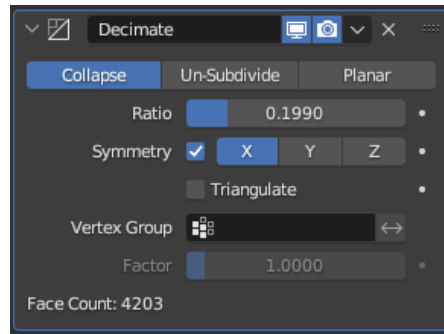 Decimate
Collapse Un-Subdivide Planar
Ratio 0.1990
Symmetry X Y Z
Triangulate
Vertex Group
Factor 1.0000
Face Count: 4203